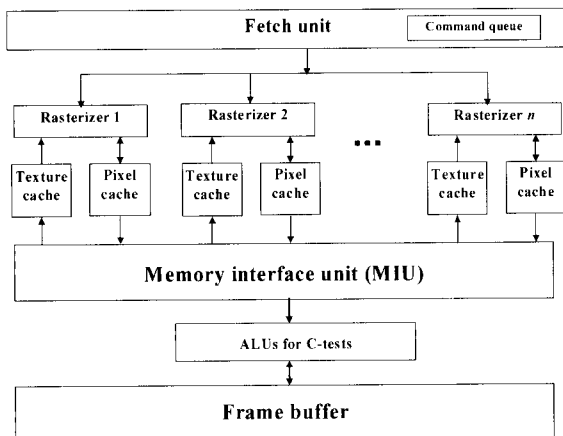 Fetch unit
Command queue
Rasterizer 1
Rasterizer 2
Rasterizer n
Texture cache
Pixel cache
Texture cache
Pixel cache
Texture cache
Pixel cache
Memory interface unit (MIU)
ALUs for C-tests
Frame buffer